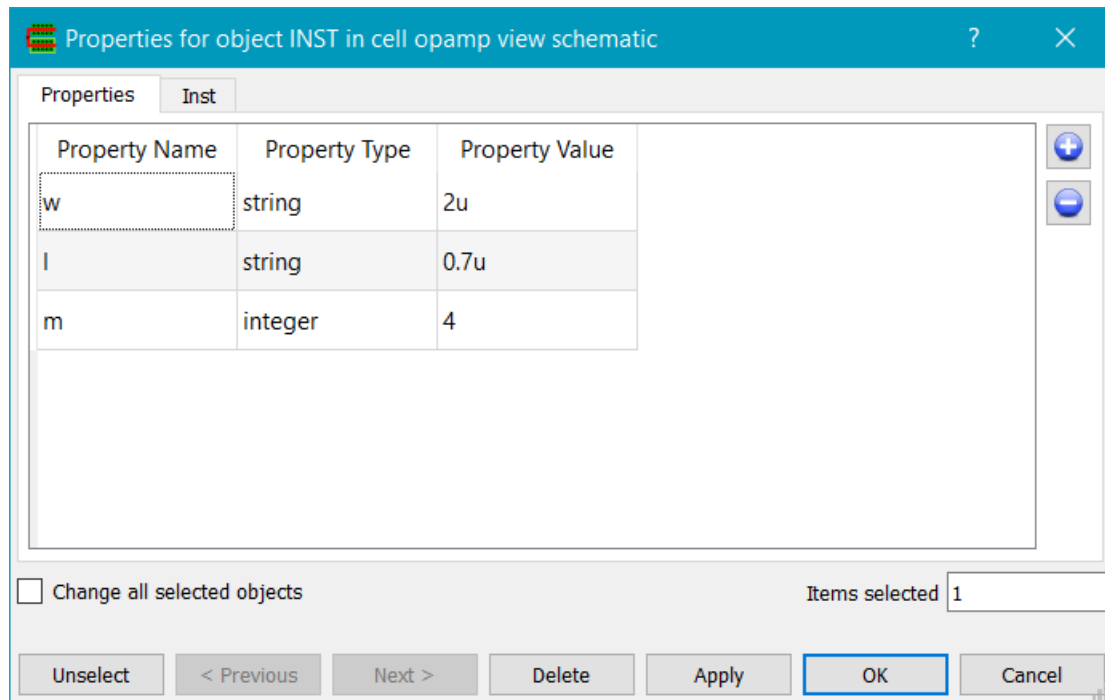 Properties for object INST in cell opamp view schematic ? ×
Properties Inst
Property Name Property Type Property Value
w string 2u
l string 0.7u
m integer 4
Change all selected objects Items selected 1
Unselect < Previous Next > Delete Apply OK Cancel